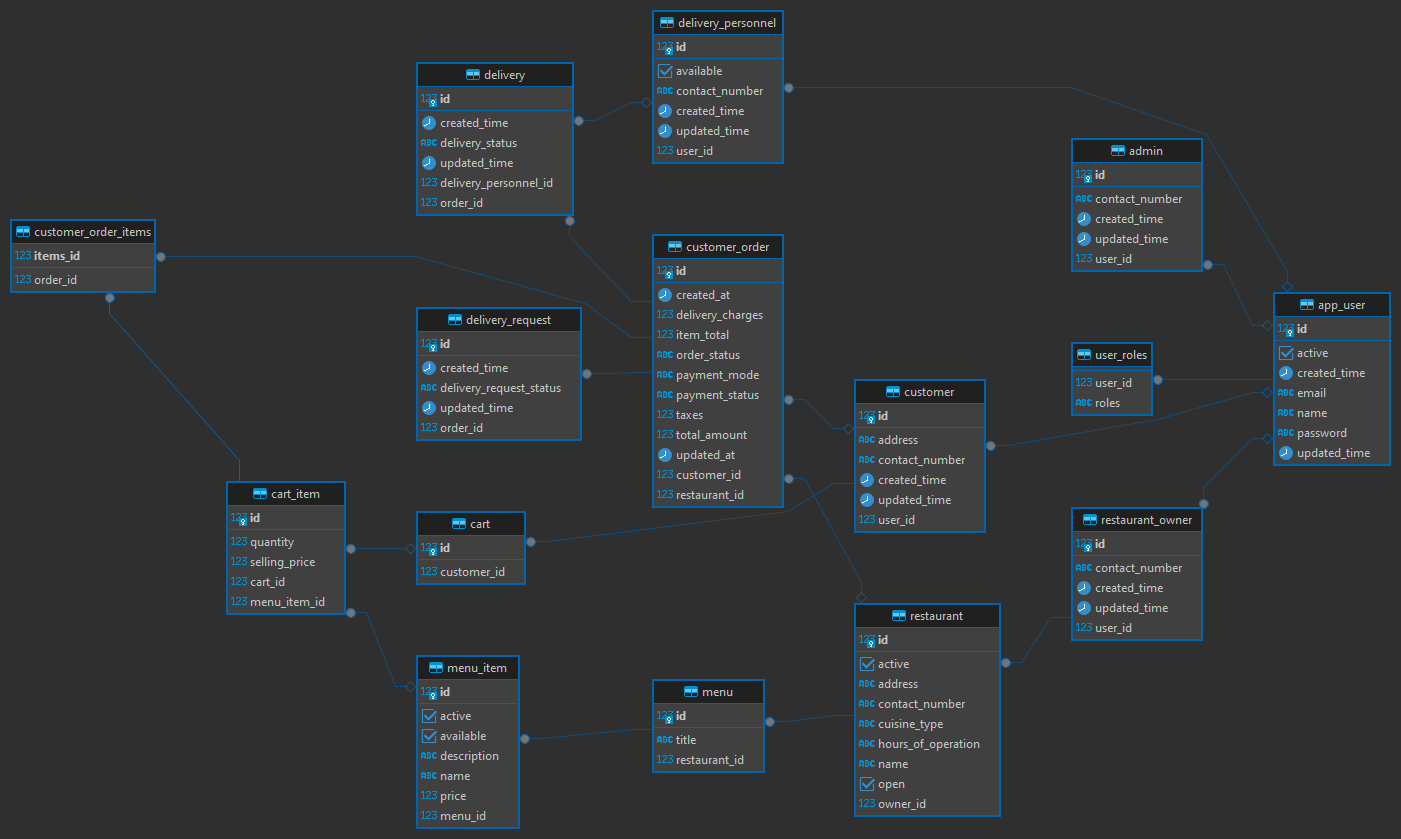 delivery_personnel
123 id
available
ABC contact_number
created_time
updated_time
123 user_id
delivery
123 id
created_time
ABC delivery_status
updated_time
123 delivery_personnel_id
123 order_id
admin
123 id
ABC contact_number
created_time
updated_time
123 user_id
customer_order_items
123 items_id
123 order_id
customer_order
123 id
created_at
123 delivery_charges
123 item_total
ABC order_status
ABC payment_mode
ABC payment_status
123 taxes
123 total_amount
updated_at
123 customer_id
123 restaurant_id
delivery_request
123 id
created_time
ABC delivery_request_status
updated_time
123 order_id
app_user
123 id
active
created_time
ABC email
ABC name
ABC password
updated_time
user_roles
123 user_id
ABC roles
customer
123 id
ABC address
ABC contact_number
created_time
updated_time
123 user_id
cart_item
123 id
123 quantity
123 selling_price
123 cart_id
123 menu_item_id
cart
123 id
123 customer_id
restaurant_owner
123 id
ABC contact_number
created_time
updated_time
123 user_id
restaurant
123 id
active
ABC address
ABC contact_number
ABC cuisine_type
ABC hours_of_operation
ABC name
open
123 owner_id
menu_item
123 id
active
available
ABC description
ABC name
123 price
123 menu_id
menu
123 id
ABC title
123 restaurant_id